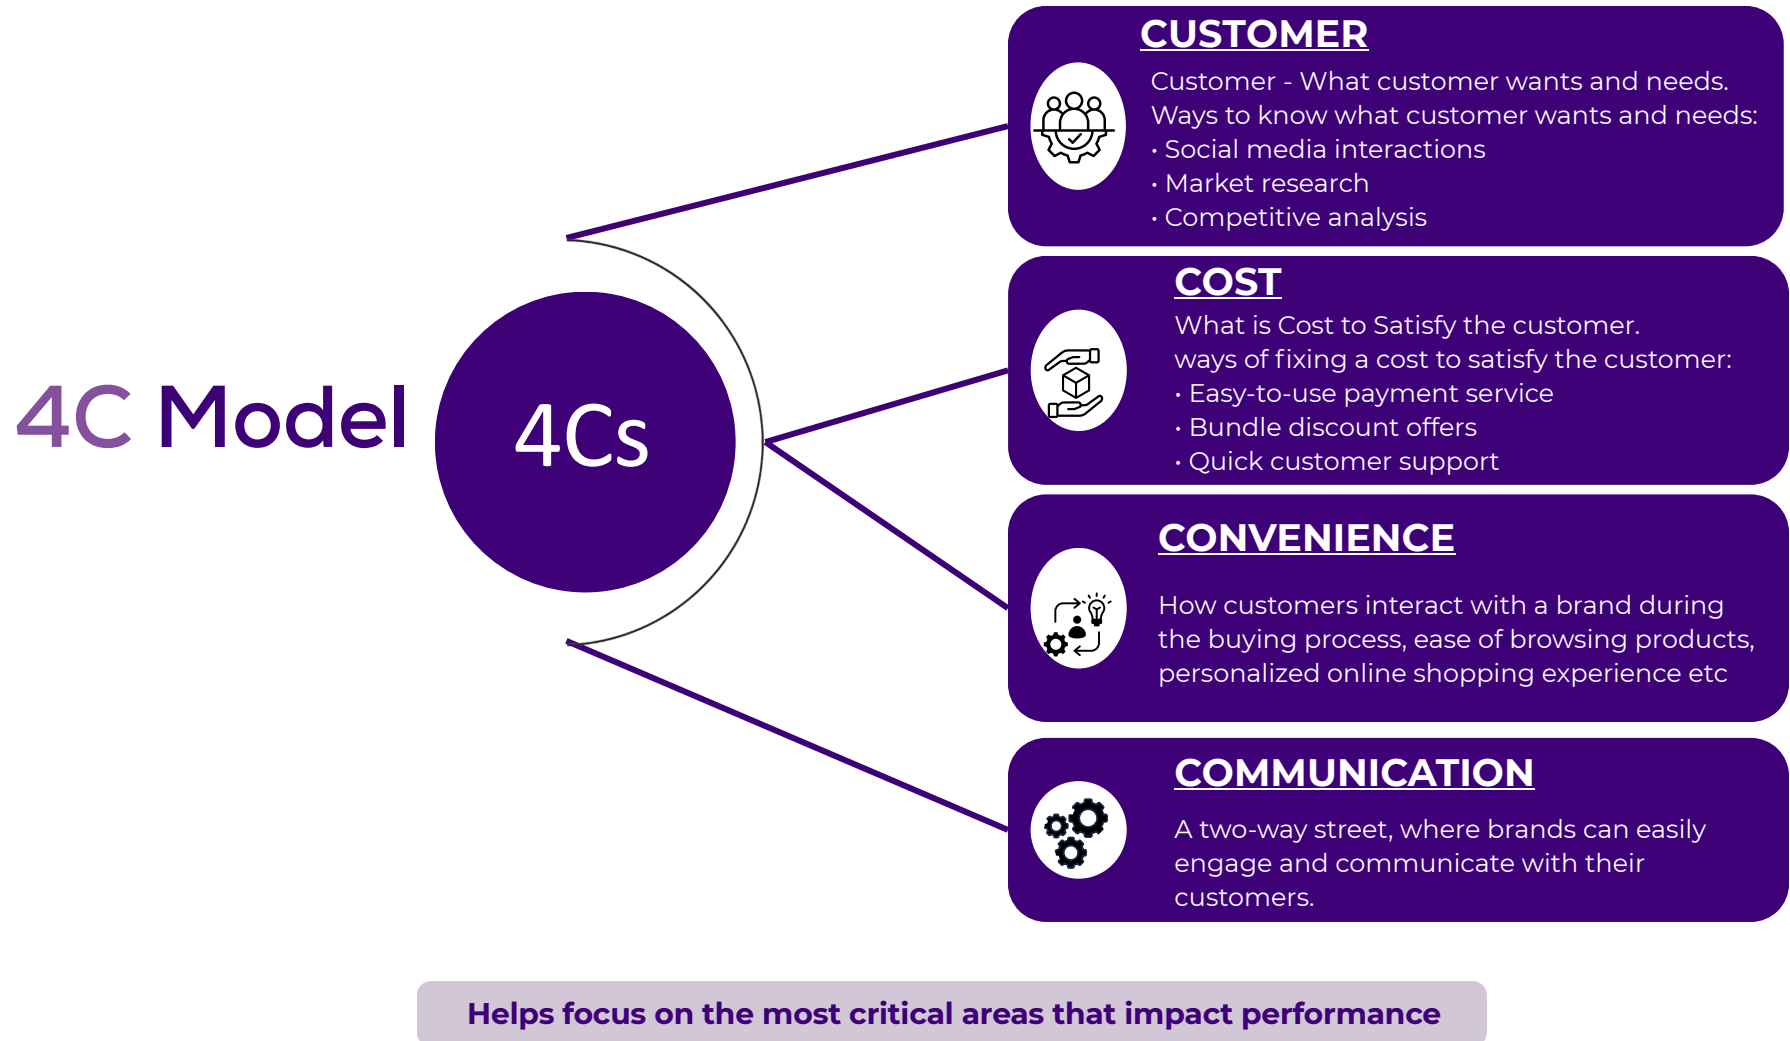 4C Model
4Cs
CUSTOMER
Customer - What customer wants and needs.
Ways to know what customer wants and needs:
• Social media interactions
• Market research
• Competitive analysis
COST
What is Cost to Satisfy the customer.
ways of fixing a cost to satisfy the customer:
• Easy-to-use payment service
• Bundle discount offers
• Quick customer support
CONVENIENCE
How customers interact with a brand during
the buying process, ease of browsing products,
personalized online shopping experience etc
COMMUNICATION
A two-way street, where brands can easily
engage and communicate with their
customers.
Helps focus on the most critical areas that impact performance